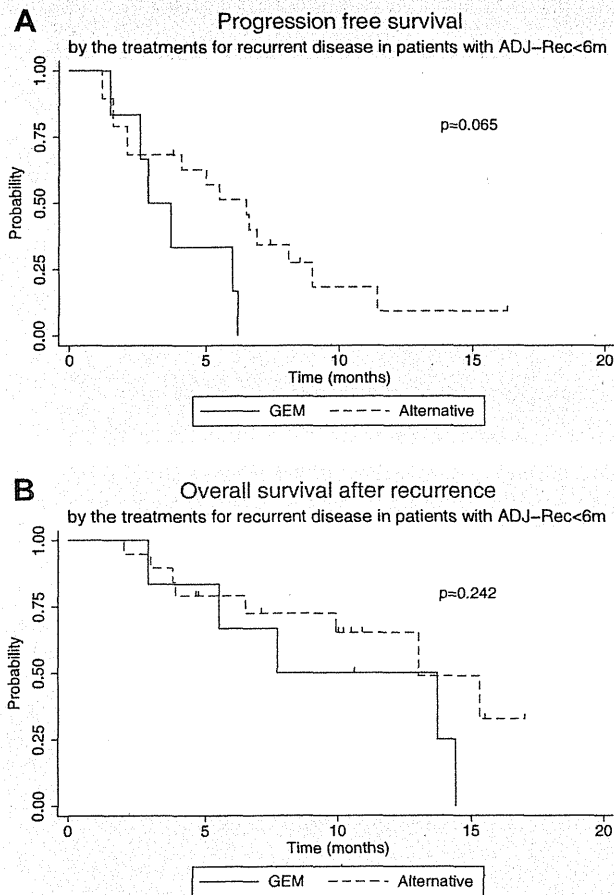 A
Progression free survival
by the treatments for recurrent disease in patients with ADJ-Rec<6m
1.00
0.75
0.50
0.25
0.00
Probability
p=0.065
0 5 10 15 20
Time (months)
GEM Alternative
B
Overall survival after recurrence
by the treatments for recurrent disease in patients with ADJ-Rec<6m
1.00
0.75
0.50
0.25
0.00
Probability
p=0.242
0 5 10 15 20
Time (months)
GEM Alternative